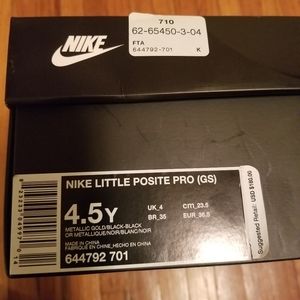 710
62-65450-3-04
FTA
644792-701 K
NIKE
NIKE LITTLE POSITE PRO (GS)
4.5Y
UK_4 CM_23.5
BR_35 EUR_36.5
METALLIC GOLD/BLACK-BLACK
OR METALLIQUE/NOIR/BLANC/NOIR
MADE IN CHINA
FABRIQUE EN CHINE,HECHO EN CHINA
644792 701
Suggested Retail: USD $180.00